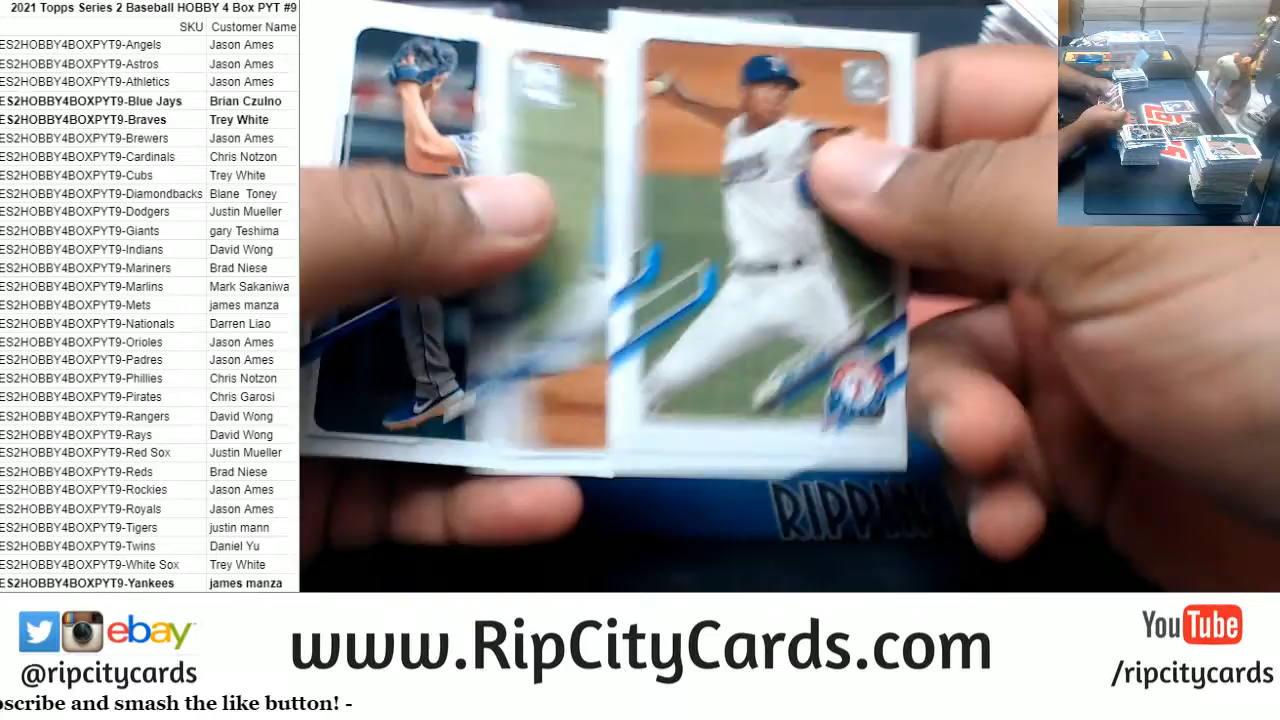 2021 Topps Series 2 Baseball HOBBY 4 Box PYT #9
SKU Customer Name
ES2HOBBY4BOXPYT9-Angels Jason Ames
ES2HOBBY4BOXPYT9-Astros Jason Ames
ES2HOBBY4BOXPYT9-Athletics Jason Ames
ES2HOBBY4BOXPYT9-Blue Jays Brian Czulno
ES2HOBBY4BOXPYT9-Braves Trey White
ES2HOBBY4BOXPYT9-Brewers Jason Ames
ES2HOBBY4BOXPYT9-Cardinals Chris Notzon
ES2HOBBY4BOXPYT9-Cubs Trey White
ES2HOBBY4BOXPYT9-Diamondbacks Blane Toney
ES2HOBBY4BOXPYT9-Dodgers Justin Mueller
ES2HOBBY4BOXPYT9-Giants gary Teshima
ES2HOBBY4BOXPYT9-Indians David Wong
ES2HOBBY4BOXPYT9-Mariners Brad Niese
ES2HOBBY4BOXPYT9-Marlins Mark Sakaniwa
ES2HOBBY4BOXPYT9-Mets james manza
ES2HOBBY4BOXPYT9-Nationals Darren Liao
ES2HOBBY4BOXPYT9-Orioles Jason Ames
ES2HOBBY4BOXPYT9-Padres Jason Ames
ES2HOBBY4BOXPYT9-Phillies Chris Notzon
ES2HOBBY4BOXPYT9-Pirates Chris Garosi
ES2HOBBY4BOXPYT9-Rangers David Wong
ES2HOBBY4BOXPYT9-Rays David Wong
ES2HOBBY4BOXPYT9-Red Sox Justin Mueller
ES2HOBBY4BOXPYT9-Reds Brad Niese
ES2HOBBY4BOXPYT9-Rockies Jason Ames
ES2HOBBY4BOXPYT9-Royals Jason Ames
ES2HOBBY4BOXPYT9-Tigers justin mann
ES2HOBBY4BOXPYT9-Twins Daniel Yu
ES2HOBBY4BOXPYT9-White Sox Trey White
ES2HOBBY4BOXPYT9-Yankees james manza
RIPPIN
ebay
@ripcitycards
www.RipCityCards.com
YouTube
/ripcitycards
oscribe and smash the like button! -